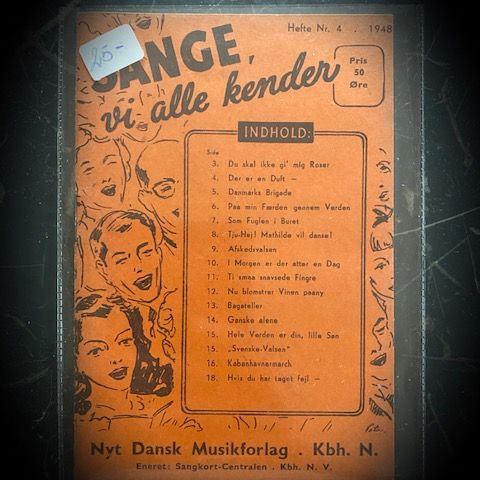 Hefte Nr. 4 . 1948
25-
SANGE,
vi alle kender
Pris
50
Øre
INDHOLD:
Side
3. Du skal ikke gi' mig Roser
4. Der er en Duft —
5. Danmarks Brigade
6. Paa min Færden gennem Verden
7. Som Fuglen i Buret
8. Tju-Hej! Mathilde vil danse!
9. Afskedsvalsen
10. I Morgen er der atter en Dag
11. Ti smaa snavsede Fingre
12. Nu blomstrer Vinen paany
13. Bagateller
14. Ganske alene
15. Hele Verden er din, lille Søn
15. „Svenske-Valsen"
16. Københavnermarch
18. Hvis du har taget fejl —
Nyt Dansk Musikforlag . Kbh. N.
Eneret: Sangkort-Centralen . Kbh. N. V.